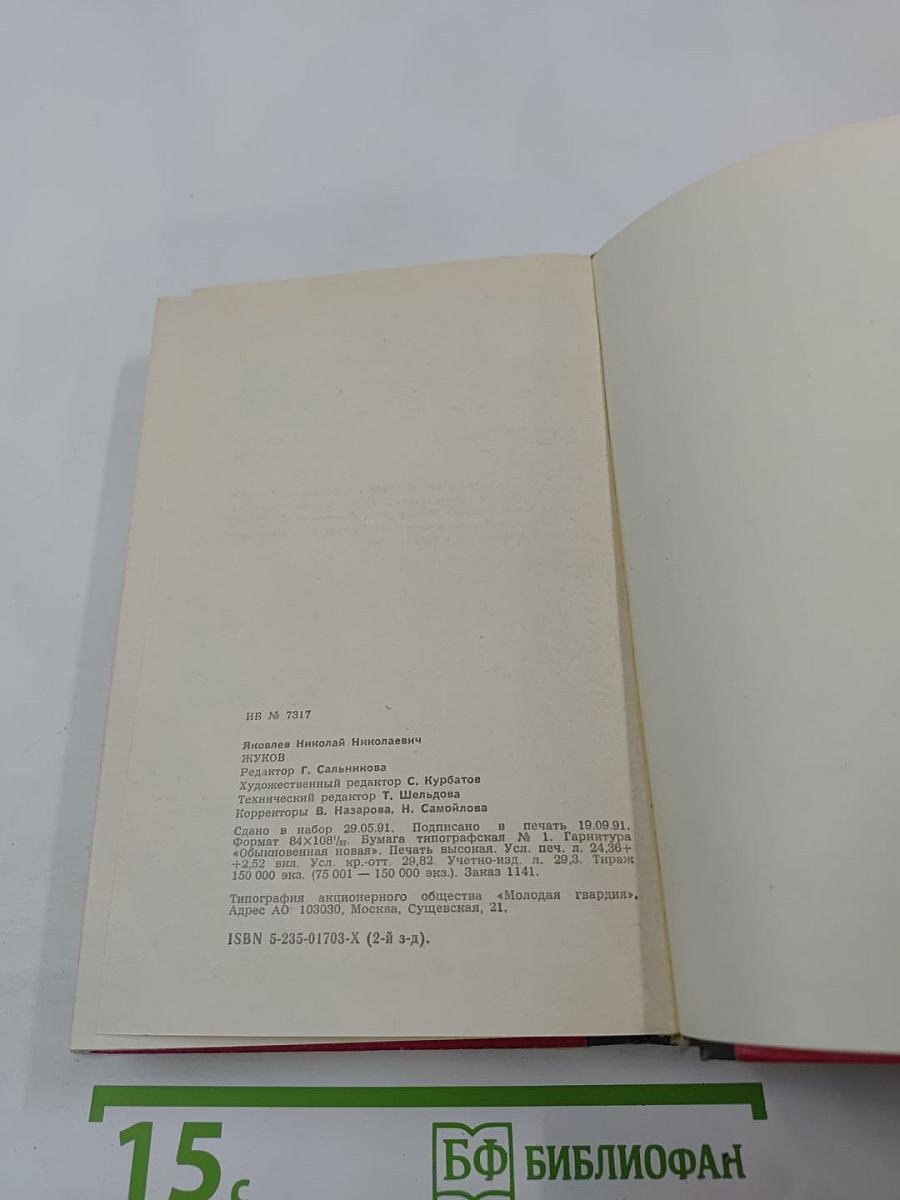 ИБ № 7317
Яковлев Николай Николаевич
ЖУКОВ
Редактор Г. Сальникова
Художественный редактор С. Курбатов
Технический редактор Т. Шельдова
Корректоры В. Назарова, Н. Самойлова
Сдано в набор 29.05.91. Подписано в печать 19.09.91.
Формат 84×108¹/₃₂. Бумага типографская № 1. Гарнитура
«Обыкновенная новая». Печать высокая. Усл. печ. л. 24,36+
+2,52 вкл. Усл. кр.-отт. 29,82. Учетно-изд. л. 29,3. Тираж
150 000 экз. (75 001 — 150 000 экз.). Заказ 1141.
Типография акционерного общества «Молодая гвардия».
Адрес АО: 103030, Москва, Сущевская, 21.
ISBN 5-235-01703-X (2-й з-д).
15 с
БФ БИБЛИОФАН